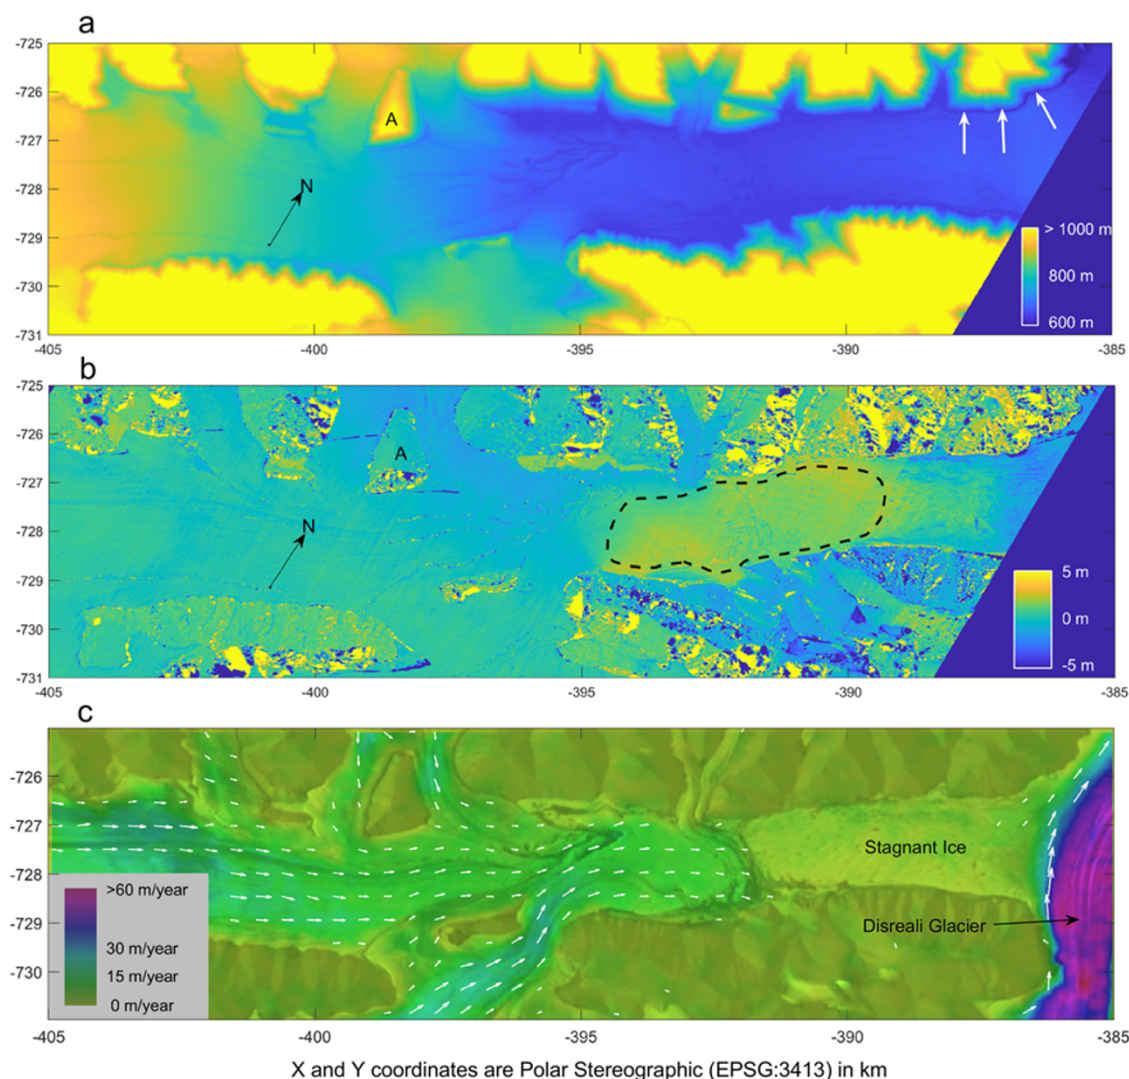 a
-725
-726
-727
-728
-729
-730
-731
A
N
> 1000 m
800 m
600 m
-405
-400
-395
-390
-385
b
-725
-726
-727
-728
-729
-730
-731
A
N
5 m
0 m
-5 m
-405
-400
-395
-390
-385
c
-726
-727
-728
-729
-730
>60 m/year
30 m/year
15 m/year
0 m/year
Stagnant Ice
Disreali Glacier
-405
-400
-395
-390
-385
X and Y coordinates are Polar Stereographic (EPSG:3413) in km